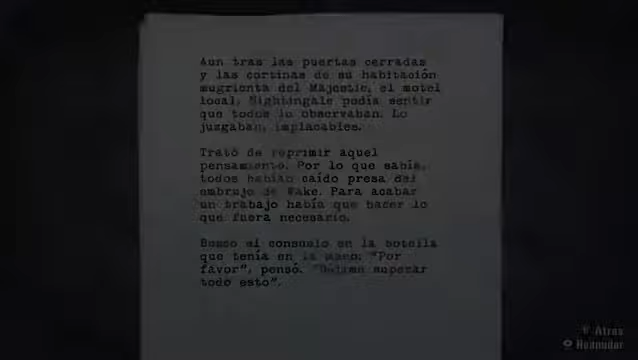 Aun tras las puertas cerradas
y las cortinas de su habitación
mugrienta del Majestic, el motel
local, Nightingale podía sentir
que todos lo observaban. Lo
juzgaban, implacables.
Trató de reprimir aquel
pensamiento. Por lo que sabía,
todos habían caído presa del
embrujo de Wake. Para acabar
un trabajo había que hacer lo
que fuera necesario.
Buscó el consuelo en la botella
que tenía en la mano: "Por
favor", pensó. superar
todo esto".
Atrás
Reanudar